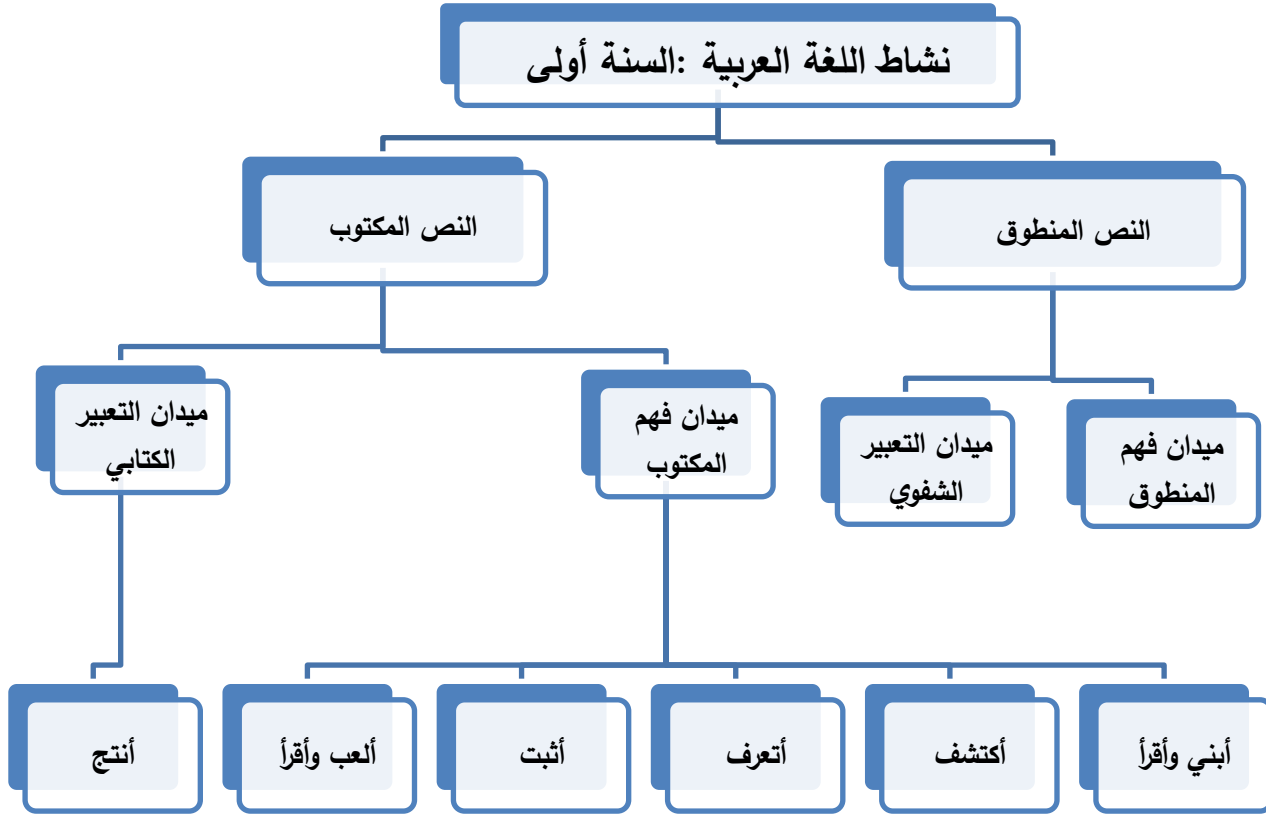 نشاط اللغة العربية :السنة أولى
النص المنطوق
النص المكتوب
ميدان فهم
المنطوق
ميدان التعبير
الشفوي
ميدان فهم
المكتوب
ميدان التعبير
الكتابي
أبني وأقرأ
أكتشف
أتعرف
أثبت
ألعب وأقرأ
أنتج